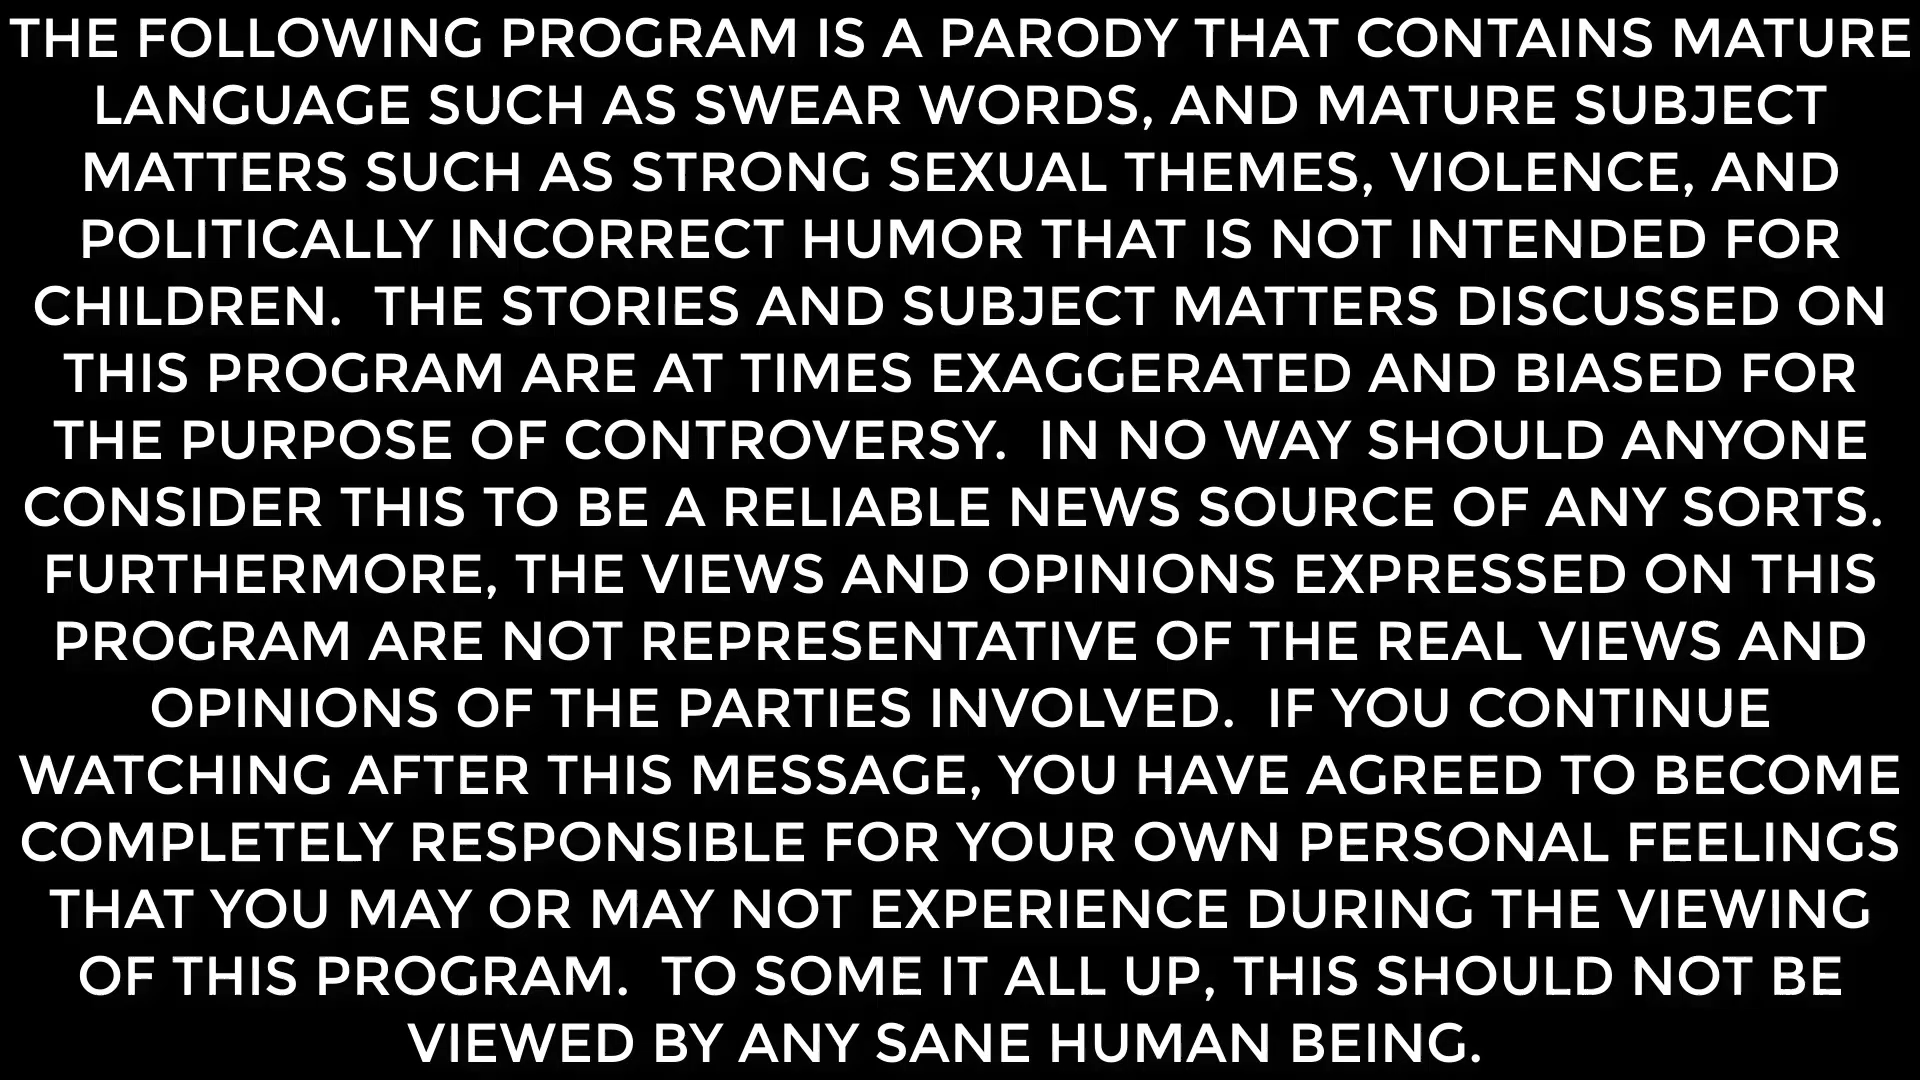 THE FOLLOWING PROGRAM IS A PARODY THAT CONTAINS MATURE
LANGUAGE SUCH AS SWEAR WORDS, AND MATURE SUBJECT
MATTERS SUCH AS STRONG SEXUAL THEMES, VIOLENCE, AND
POLITICALLY INCORRECT HUMOR THAT IS NOT INTENDED FOR
CHILDREN.  THE STORIES AND SUBJECT MATTERS DISCUSSED ON
THIS PROGRAM ARE AT TIMES EXAGGERATED AND BIASED FOR
THE PURPOSE OF CONTROVERSY.  IN NO WAY SHOULD ANYONE
CONSIDER THIS TO BE A RELIABLE NEWS SOURCE OF ANY SORTS.
FURTHERMORE, THE VIEWS AND OPINIONS EXPRESSED ON THIS
PROGRAM ARE NOT REPRESENTATIVE OF THE REAL VIEWS AND
OPINIONS OF THE PARTIES INVOLVED.  IF YOU CONTINUE
WATCHING AFTER THIS MESSAGE, YOU HAVE AGREED TO BECOME
COMPLETELY RESPONSIBLE FOR YOUR OWN PERSONAL FEELINGS
THAT YOU MAY OR MAY NOT EXPERIENCE DURING THE VIEWING
OF THIS PROGRAM.  TO SOME IT ALL UP, THIS SHOULD NOT BE
VIEWED BY ANY SANE HUMAN BEING.